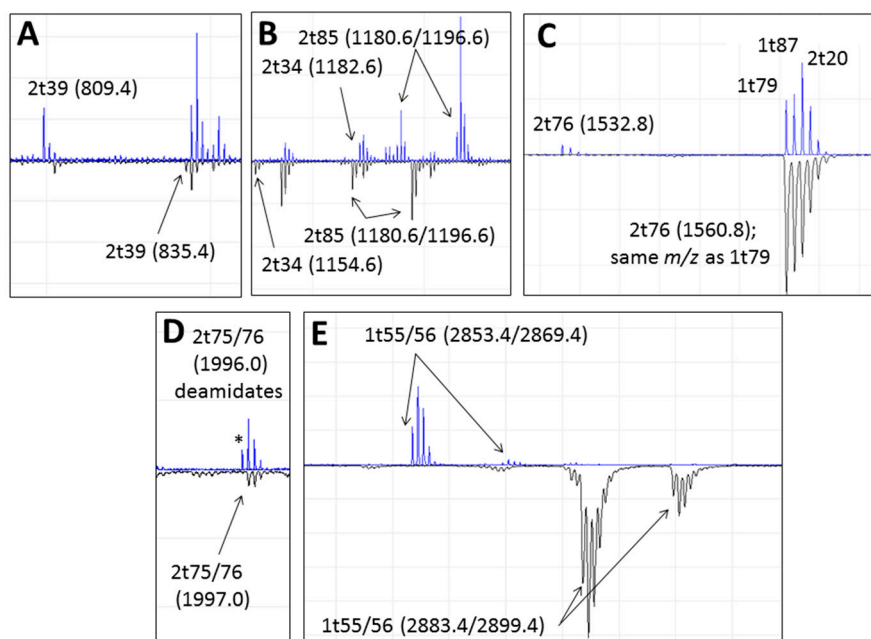 A
2t39 (809.4)
2t39 (835.4)
B
2t85 (1180.6/1196.6)
2t34 (1182.6)
2t85 (1180.6/1196.6)
2t34 (1154.6)
C
1t87
2t20
1t79
2t76 (1532.8)
2t76 (1560.8);
same m/z as 1t79
D
2t75/76
(1996.0)
deamidates
*
2t75/76
(1997.0)
E
1t55/56 (2853.4/2869.4)
1t55/56 (2883.4/2899.4)